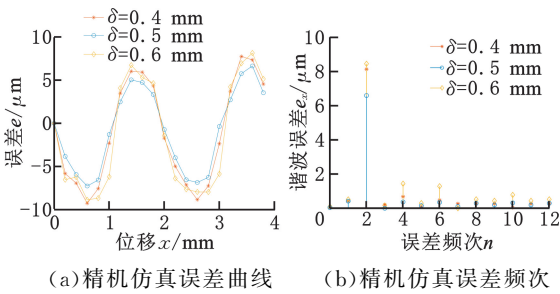 δ=0.4 mm
δ=0.5 mm
δ=0.6 mm
10
5
0
−5
−10
误差e/μm
0 1 2 3 4
位移x/mm
(a)精机仿真误差曲线
δ=0.4 mm
δ=0.5 mm
δ=0.6 mm
10
8
6
4
2
谐波误差eₓ/μm
0 2 4 6 8 10 12
误差频次n
(b)精机仿真误差频次